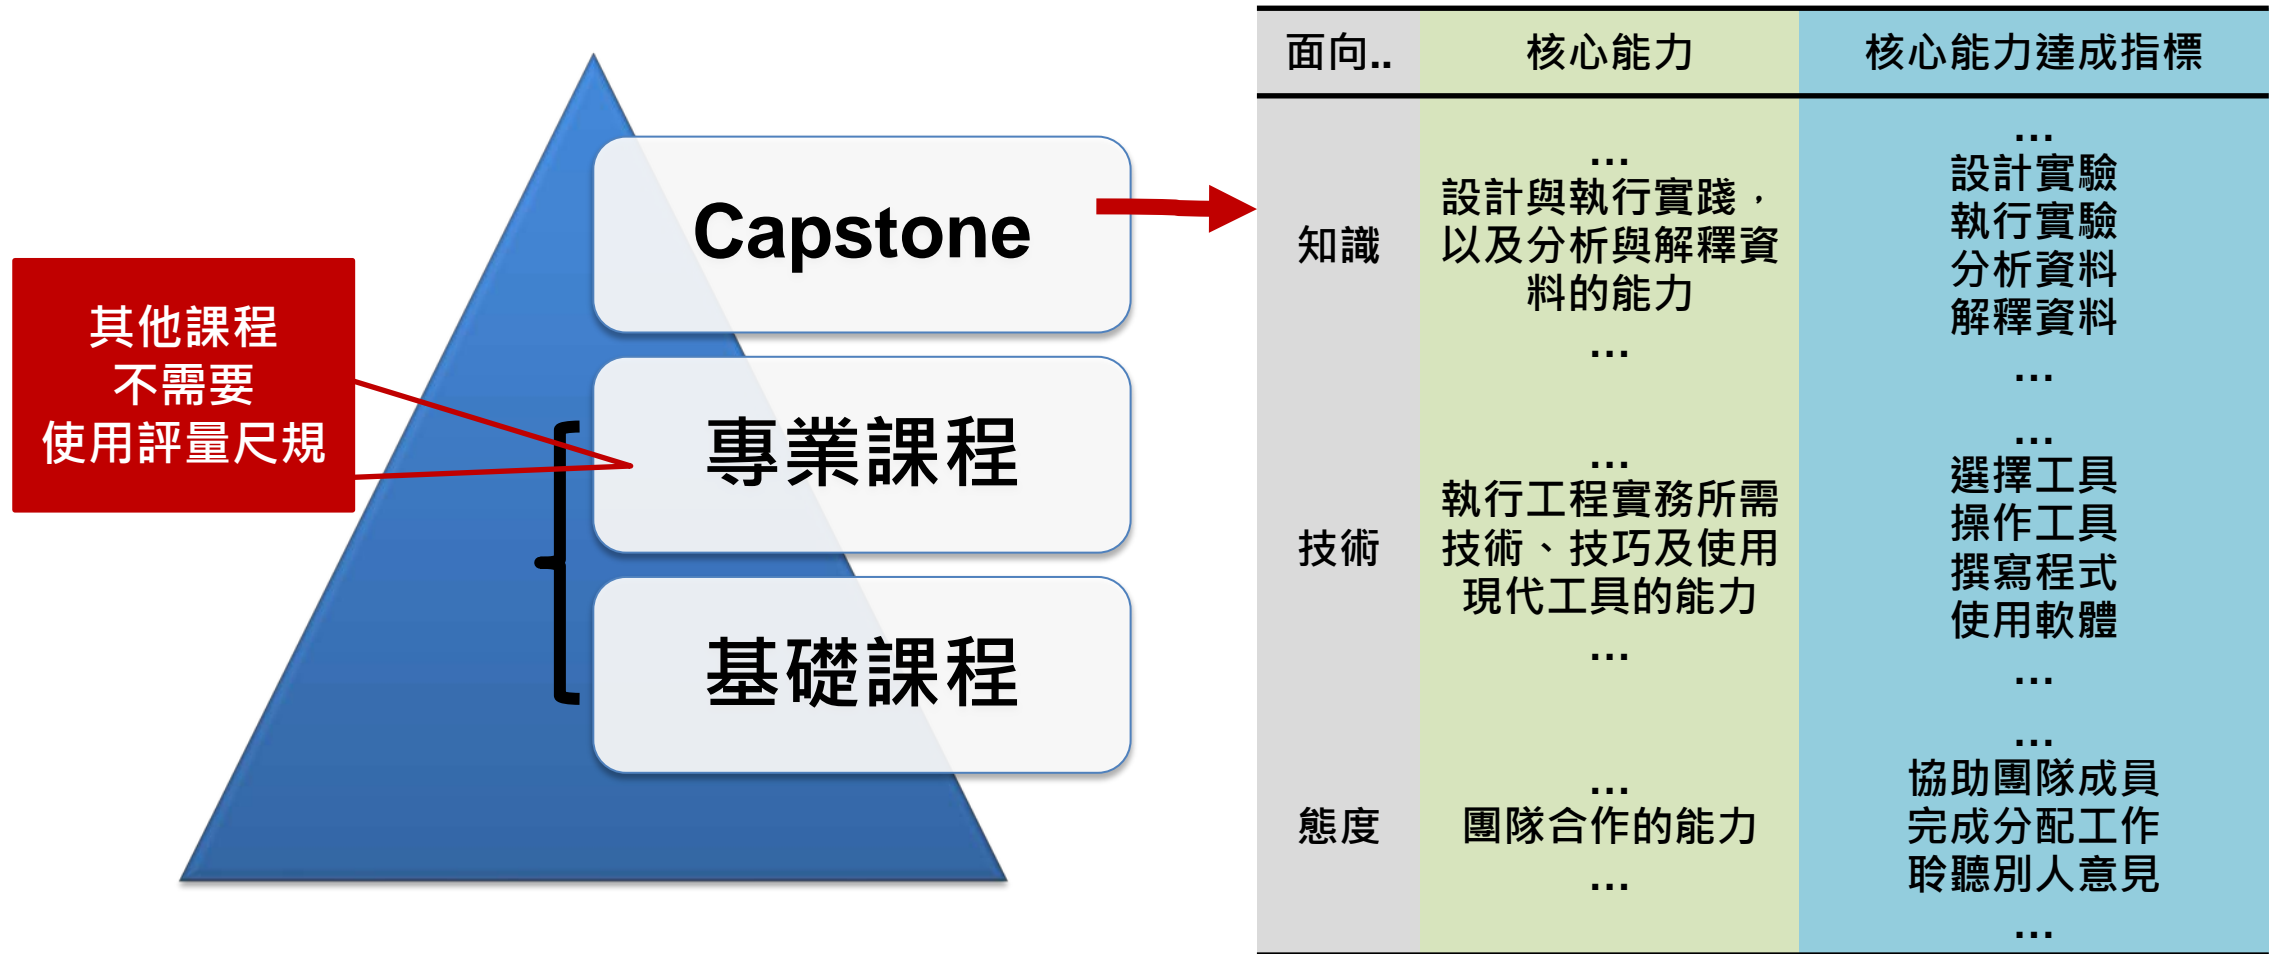 其他課程
不需要
使用評量尺規
Capstone
專業課程
基礎課程
面向..
核心能力
核心能力達成指標
知識
...
設計與執行實踐，
以及分析與解釋資
料的能力
...
...
設計實驗
執行實驗
分析資料
解釋資料
...
技術
...
執行工程實務所需
技術、技巧及使用
現代工具的能力
...
...
選擇工具
操作工具
撰寫程式
使用軟體
...
態度
...
團隊合作的能力
...
...
協助團隊成員
完成分配工作
聆聽別人意見
...